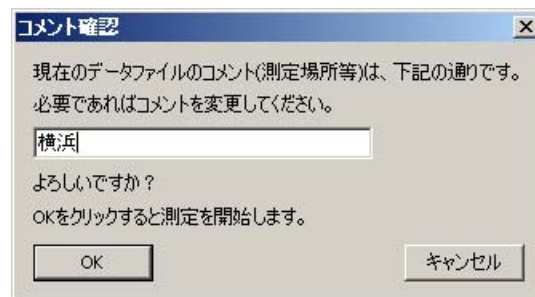 コメント確認
現在のデータファイルのコメント(測定場所等)は、下記の通りです。
必要であればコメントを変更してください。
横浜
よろしいですか？
OKをクリックすると測定を開始します。
OK
キャンセル